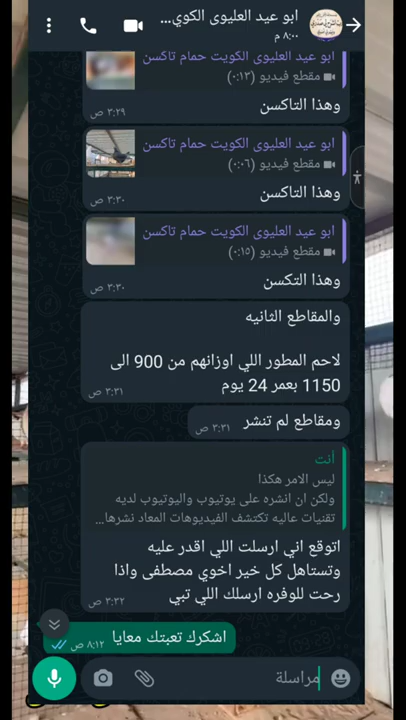 ابو عيد العليوى الكوي...
٨:٠٠ م
ابو عيد العليوى الكويت حمام تاكسن
مقطع فيديو (٠:١٣)
وهذا التاكسن
٣:٢٩ ص
ابو عيد العليوى الكويت حمام تاكسن
مقطع فيديو (٠:٠٦)
وهذا التاكسن
٣:٣٠ ص
ابو عيد العليوى الكويت حمام تاكسن
مقطع فيديو (٠:١٥)
وهذا التكسن
٣:٣٠ ص
والمقاطع الثانيه
لاحم المطور اللي اوزانهم من 900 الى
1150 بعمر 24 يوم
٣:٣١ ص
ومقاطع لم تنشر
٣:٣١ ص
أنت
ليس الامر هكذا
ولكن ان انشره على يوتيوب واليوتيوب لديه
تقنيات عاليه تكتشف الفيديوهات المعاد نشرها...
اتوقع اني ارسلت اللي اقدر عليه
وتستاهل كل خير اخوي مصطفى واذا
رحت للوفره ارسلك اللي تبي
٣:٣٢ ص
اشكرك تعبتك معايا
٨:١٢ ص
مراسلة